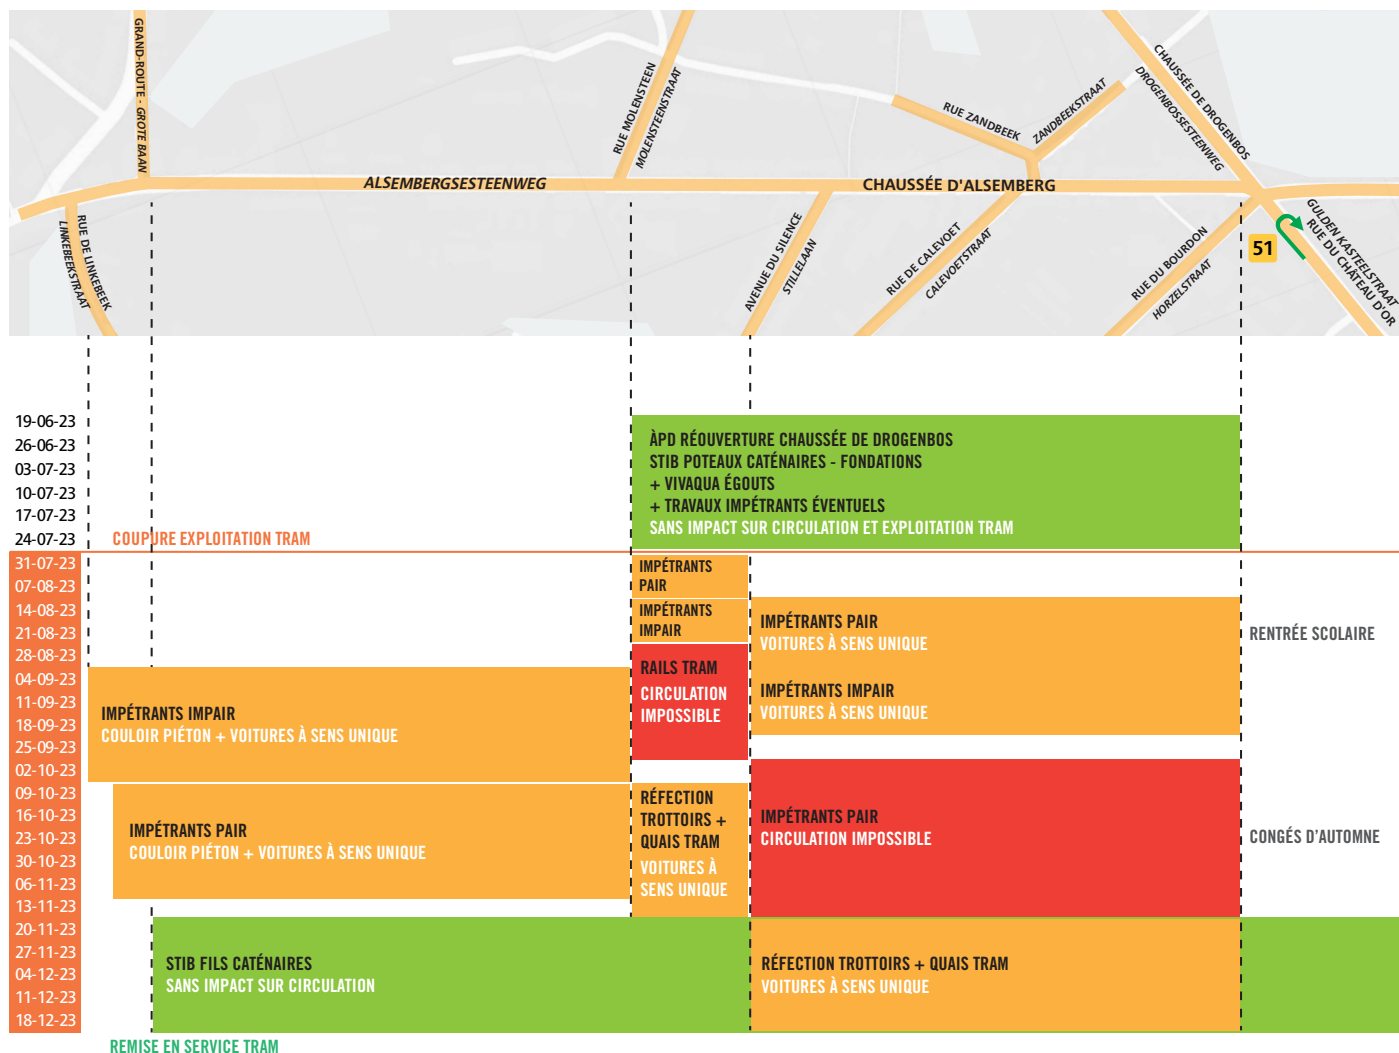 GRAND-ROUTE - GROTE BAAN
RUE MOLENSTEEN
MOLENSTEENSTRAAT
RUE ZANDBEEK
ZANDBEEKSTRAAT
CHAUSSÉE DE DROGENBOS
DROGENBOSSESTEENWEG
ALSEMBERGSESTEENWEG
CHAUSSÉE D'ALSEMBERG
RUE DE LINKEBEEK
LINKEBEEKSTRAAT
AVENUE DU SILENCE
STILLELAAN
RUE DE CALEVOET
CALEVOETSTRAAT
RUE DU BOURDON
HORZELSTRAAT
51
GULDEN KASTEELSTRAAT
RUE DU CHÂTEAU D'OR
19-06-23
26-06-23
03-07-23
10-07-23
17-07-23
24-07-23
ÀPD RÉOUVERTURE CHAUSSÉE DE DROGENBOS
STIB POTEAUX CATÉNAIRES - FONDATIONS
+ VIVAQUA ÉGOUTS
+ TRAVAUX IMPÉTRANTS ÉVENTUELS
SANS IMPACT SUR CIRCULATION ET EXPLOITATION TRAM
COUPURE EXPLOITATION TRAM
31-07-23
07-08-23
14-08-23
21-08-23
28-08-23
04-09-23
11-09-23
18-09-23
25-09-23
02-10-23
09-10-23
16-10-23
23-10-23
30-10-23
06-11-23
13-11-23
20-11-23
27-11-23
04-12-23
11-12-23
18-12-23
IMPÉTRANTS
PAIR
IMPÉTRANTS
IMPAIR
RAILS TRAM
CIRCULATION
IMPOSSIBLE
IMPÉTRANTS PAIR
VOITURES À SENS UNIQUE
IMPÉTRANTS IMPAIR
VOITURES À SENS UNIQUE
RENTRÉE SCOLAIRE
IMPÉTRANTS IMPAIR
COULOIR PIÉTON + VOITURES À SENS UNIQUE
IMPÉTRANTS PAIR
COULOIR PIÉTON + VOITURES À SENS UNIQUE
RÉFECTION
TROTTOIRS +
QUAIS TRAM
VOITURES À
SENS UNIQUE
IMPÉTRANTS PAIR
CIRCULATION IMPOSSIBLE
CONGÉS D'AUTOMNE
STIB FILS CATÉNAIRES
SANS IMPACT SUR CIRCULATION
RÉFECTION TROTTOIRS + QUAIS TRAM
VOITURES À SENS UNIQUE
REMISE EN SERVICE TRAM